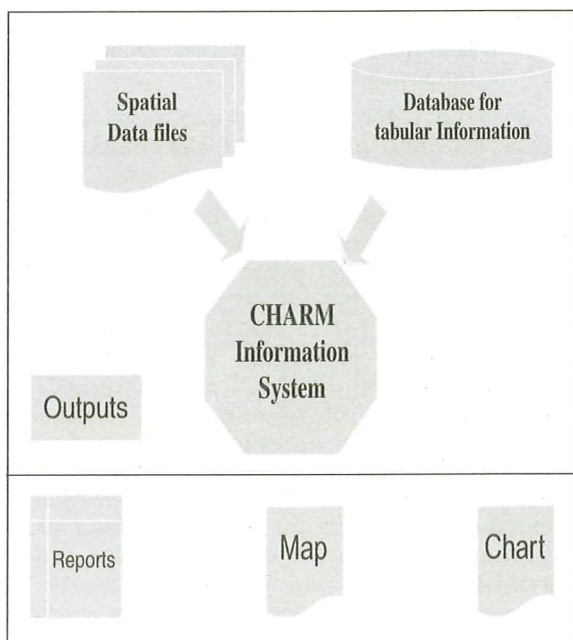 Spatial
Data files
Database for
tabular Information
CHARM
Information
System
Outputs
Reports
Map
Chart